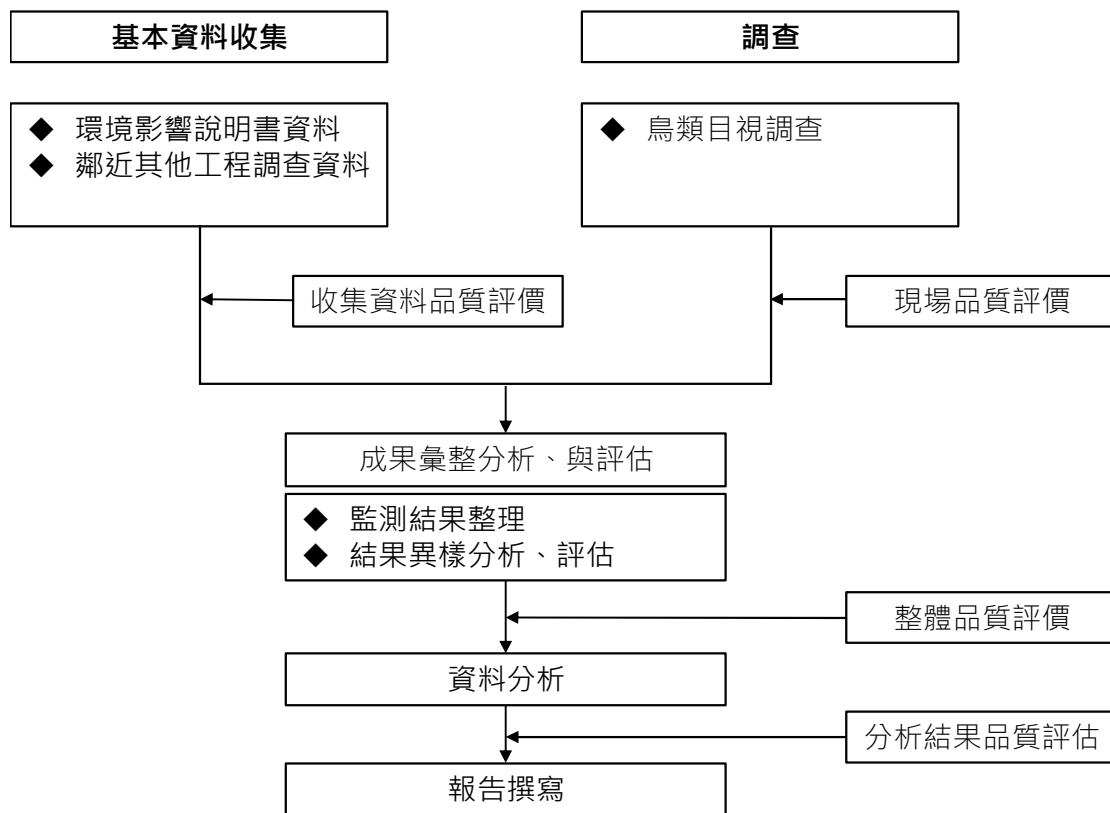 基本資料收集
調查
◆ 環境影響說明書資料
◆ 鄰近其他工程調查資料
◆ 鳥類目視調查
收集資料品質評價
現場品質評價
成果彙整分析、與評估
◆ 監測結果整理
◆ 結果異樣分析、評估
整體品質評價
資料分析
分析結果品質評估
報告撰寫